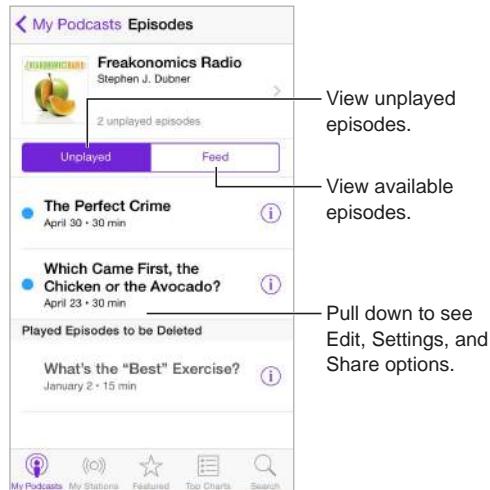 My Podcasts Episodes
FREAKONOMICS RADIO
Freakonomics Radio
Stephen J. Dubner
2 unplayed episodes
View unplayed
episodes.
Unplayed Feed
View available
episodes.
The Perfect Crime
April 30 • 30 min
Which Came First, the
Chicken or the Avocado?
April 23 • 30 min
Pull down to see
Edit, Settings, and
Share options.
Played Episodes to be Deleted
What's the “Best” Exercise?
January 2 • 15 min
My Podcasts My Stations Featured Top Charts Search